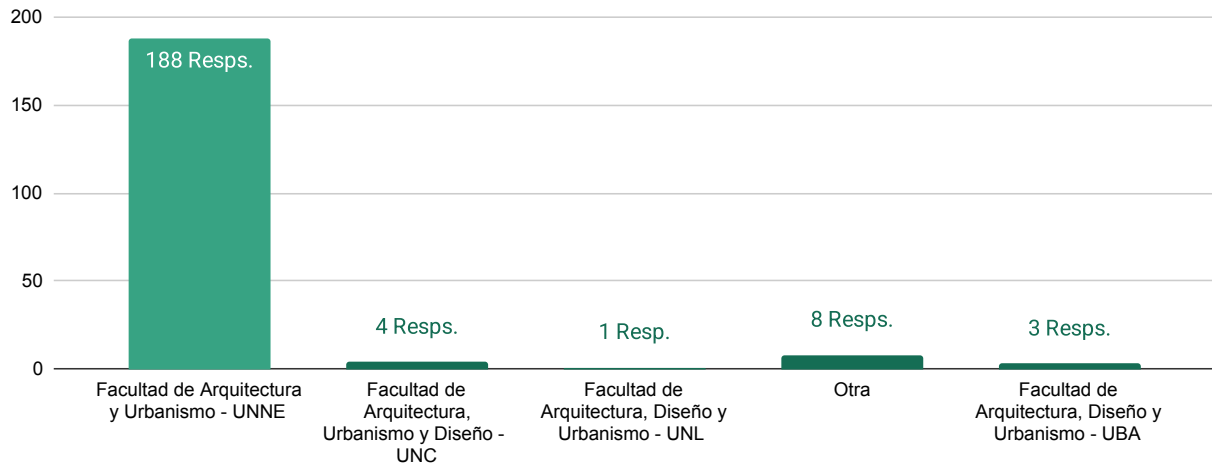 200
188 Resps.
150
100
50
4 Resps.
1 Resp.
8 Resps.
3 Resps.
0
Facultad de Arquitectura
y Urbanismo - UNNE
Facultad de
Arquitectura,
Urbanismo y Diseño -
UNC
Facultad de
Arquitectura, Diseño y
Urbanismo - UNL
Otra
Facultad de
Arquitectura, Diseño y
Urbanismo - UBA